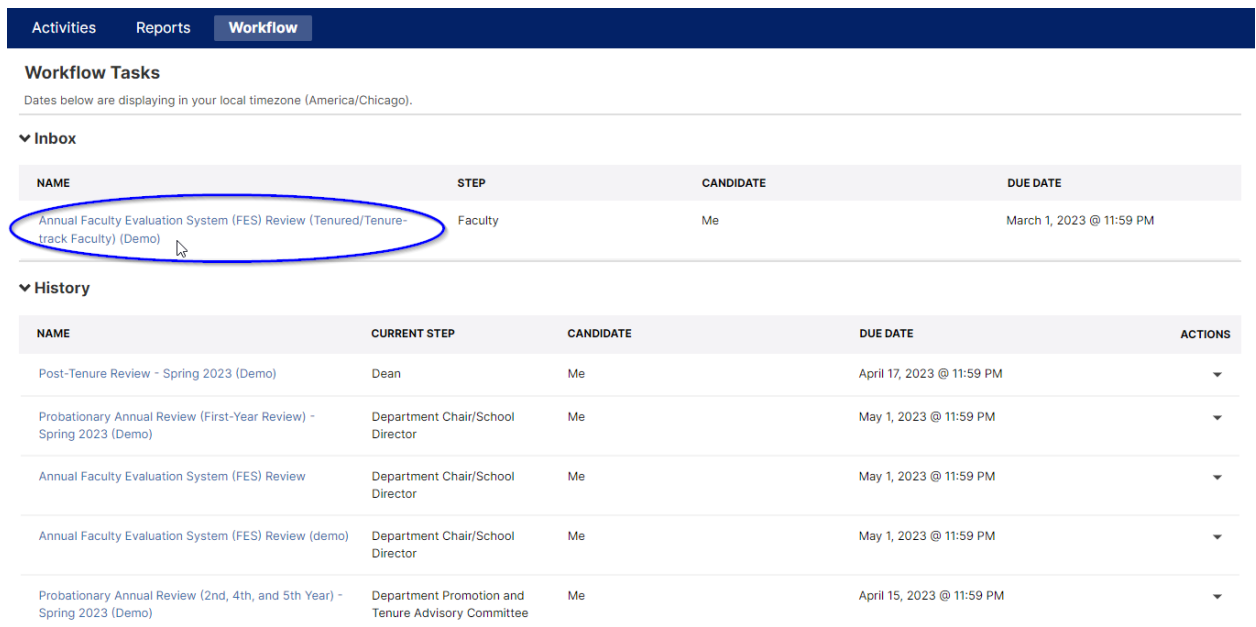 Activities Reports Workflow
Workflow Tasks
Dates below are displaying in your local timezone (America/Chicago).
Inbox
NAME STEP CANDIDATE DUE DATE
Annual Faculty Evaluation System (FES) Review (Tenured/Tenure- Faculty Me March 1, 2023 @ 11:59 PM
track Faculty) (Demo)
History
NAME CURRENT STEP CANDIDATE DUE DATE ACTIONS
Post-Tenure Review - Spring 2023 (Demo) Dean Me April 17, 2023 @ 11:59 PM
Probationary Annual Review (First-Year Review) - Department Chair/School Me May 1, 2023 @ 11:59 PM
Spring 2023 (Demo) Director
Annual Faculty Evaluation System (FES) Review Department Chair/School Me May 1, 2023 @ 11:59 PM
Director
Annual Faculty Evaluation System (FES) Review (demo) Department Chair/School Me May 1, 2023 @ 11:59 PM
Director
Probationary Annual Review (2nd, 4th, and 5th Year) - Department Promotion and Me April 15, 2023 @ 11:59 PM
Spring 2023 (Demo) Tenure Advisory Committee